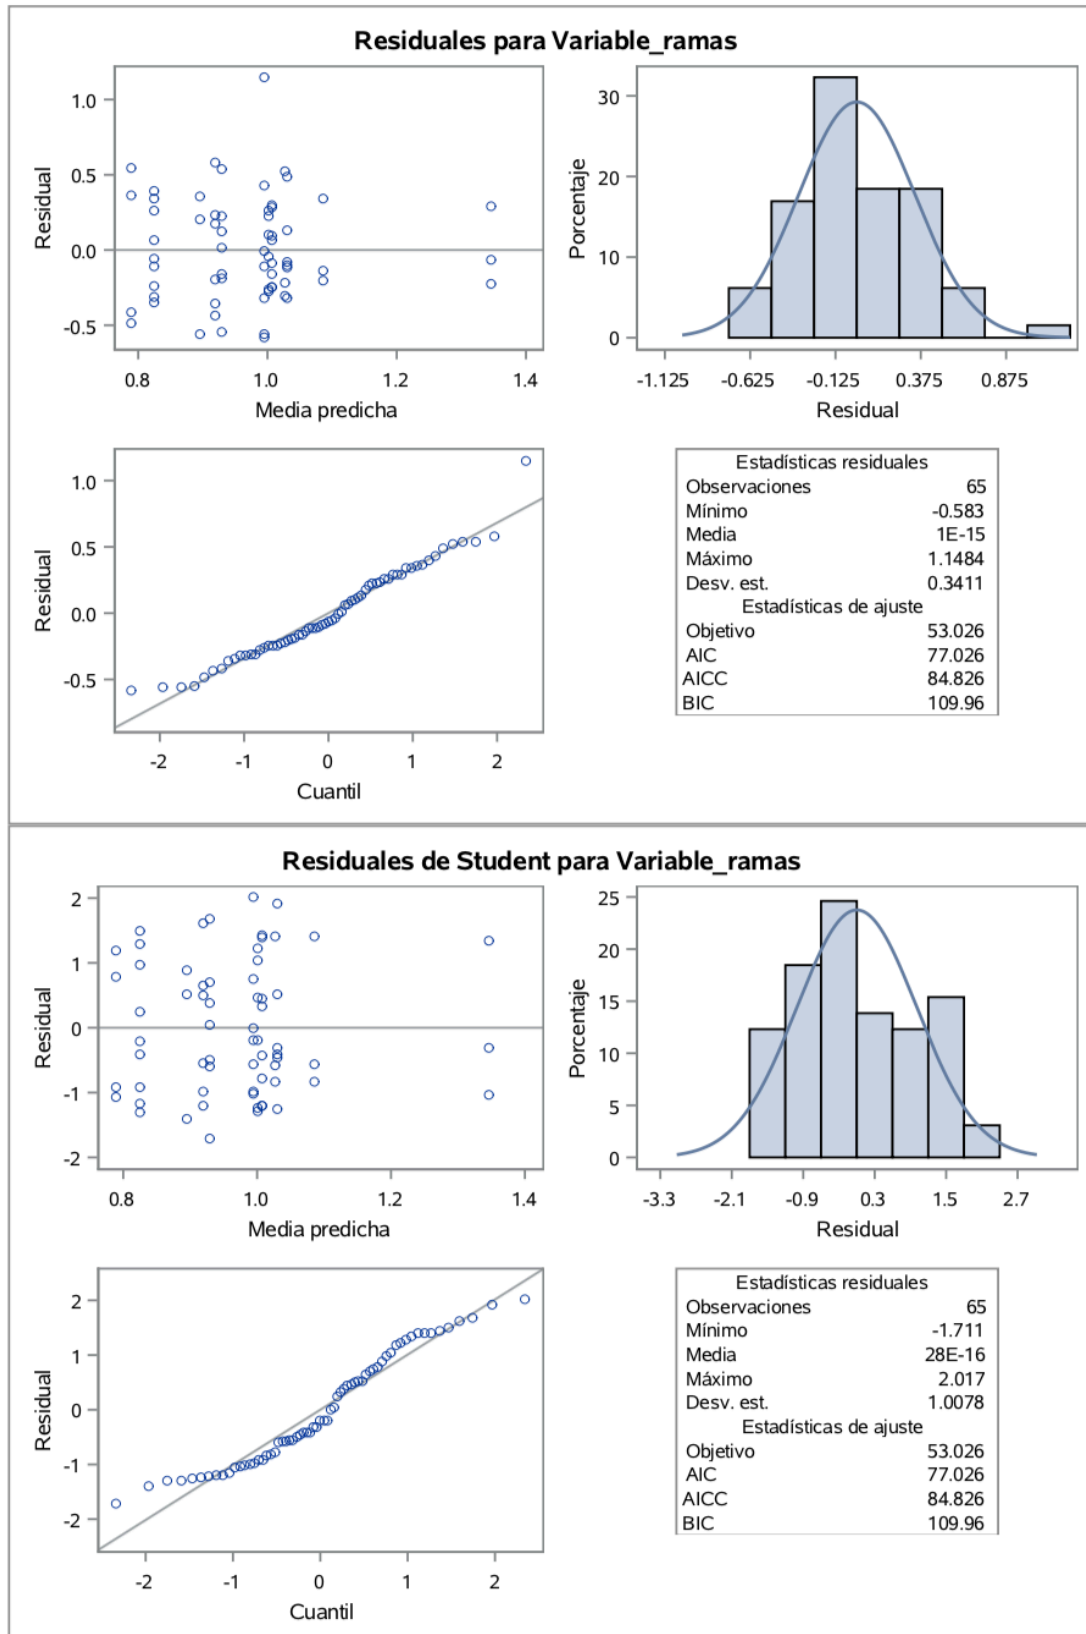 Residuales para Variable_ramas
1.0
0.5
0.0
-0.5
Residual
0.8 1.0 1.2 1.4
Media predicha
30
20
10
0
Porcentaje
-1.125 -0.625 -0.125 0.375 0.875
Residual
1.0
0.5
0.0
-0.5
Residual
-2 -1 0 1 2
Cuantil
Estadísticas residuales
Observaciones 65
Mínimo -0.583
Media 1E-15
Máximo 1.1484
Desv. est. 0.3411
Estadísticas de ajuste
Objetivo 53.026
AIC 77.026
AICC 84.826
BIC 109.96
Residuales de Student para Variable_ramas
2
1
0
-1
-2
Residual
0.8 1.0 1.2 1.4
Media predicha
25
20
15
10
5
0
Porcentaje
-3.3 -2.1 -0.9 0.3 1.5 2.7
Residual
2
1
0
-1
-2
Residual
-2 -1 0 1 2
Cuantil
Estadísticas residuales
Observaciones 65
Mínimo -1.711
Media 28E-16
Máximo 2.017
Desv. est. 1.0078
Estadísticas de ajuste
Objetivo 53.026
AIC 77.026
AICC 84.826
BIC 109.96